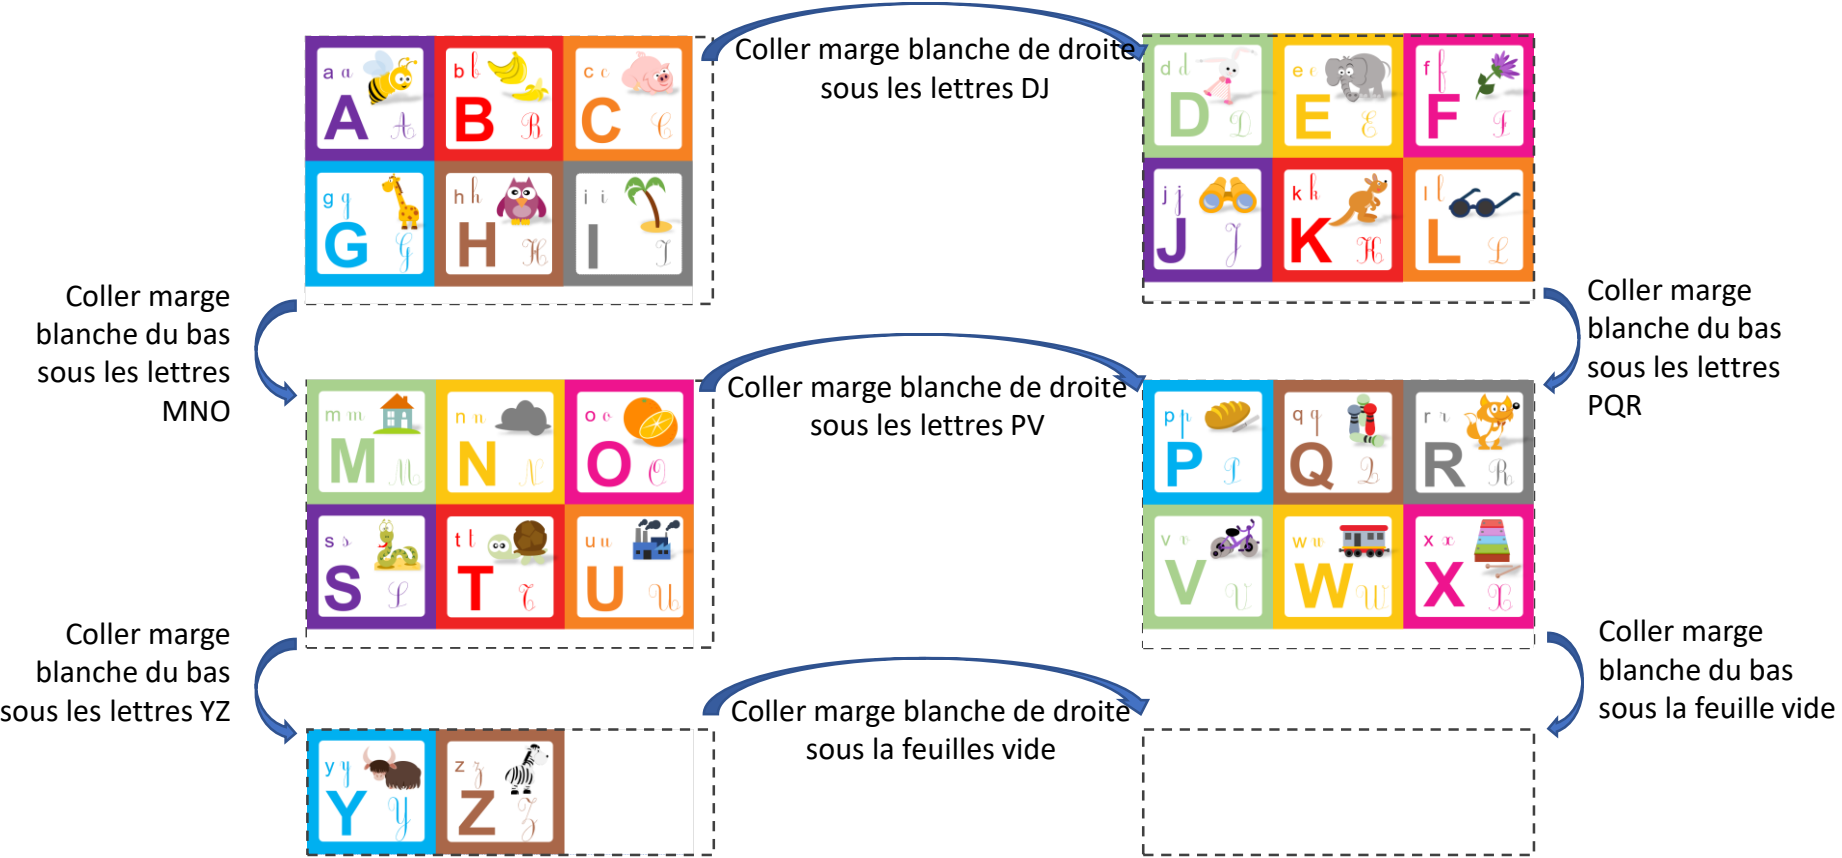 Coller marge blanche de droite
sous les lettres DJ
a a A A
b b B B
c c C C
d d D D
e e E E
f f F F
g g G G
h h H H
i i I I
j j J J
k k K K
l l L L
Coller marge
blanche du bas
sous les lettres
MNO
Coller marge
blanche du bas
sous les lettres
PQR
Coller marge blanche de droite
sous les lettres PV
m m M M
n n N N
o o O O
p p P P
q q Q Q
r r R R
s s S S
t t T T
u u U U
v v V V
w w W W
x x X X
Coller marge
blanche du bas
sous les lettres YZ
Coller marge
blanche du bas
sous la feuille vide
Coller marge blanche de droite
sous la feuilles vide
y y Y Y
z z Z Z